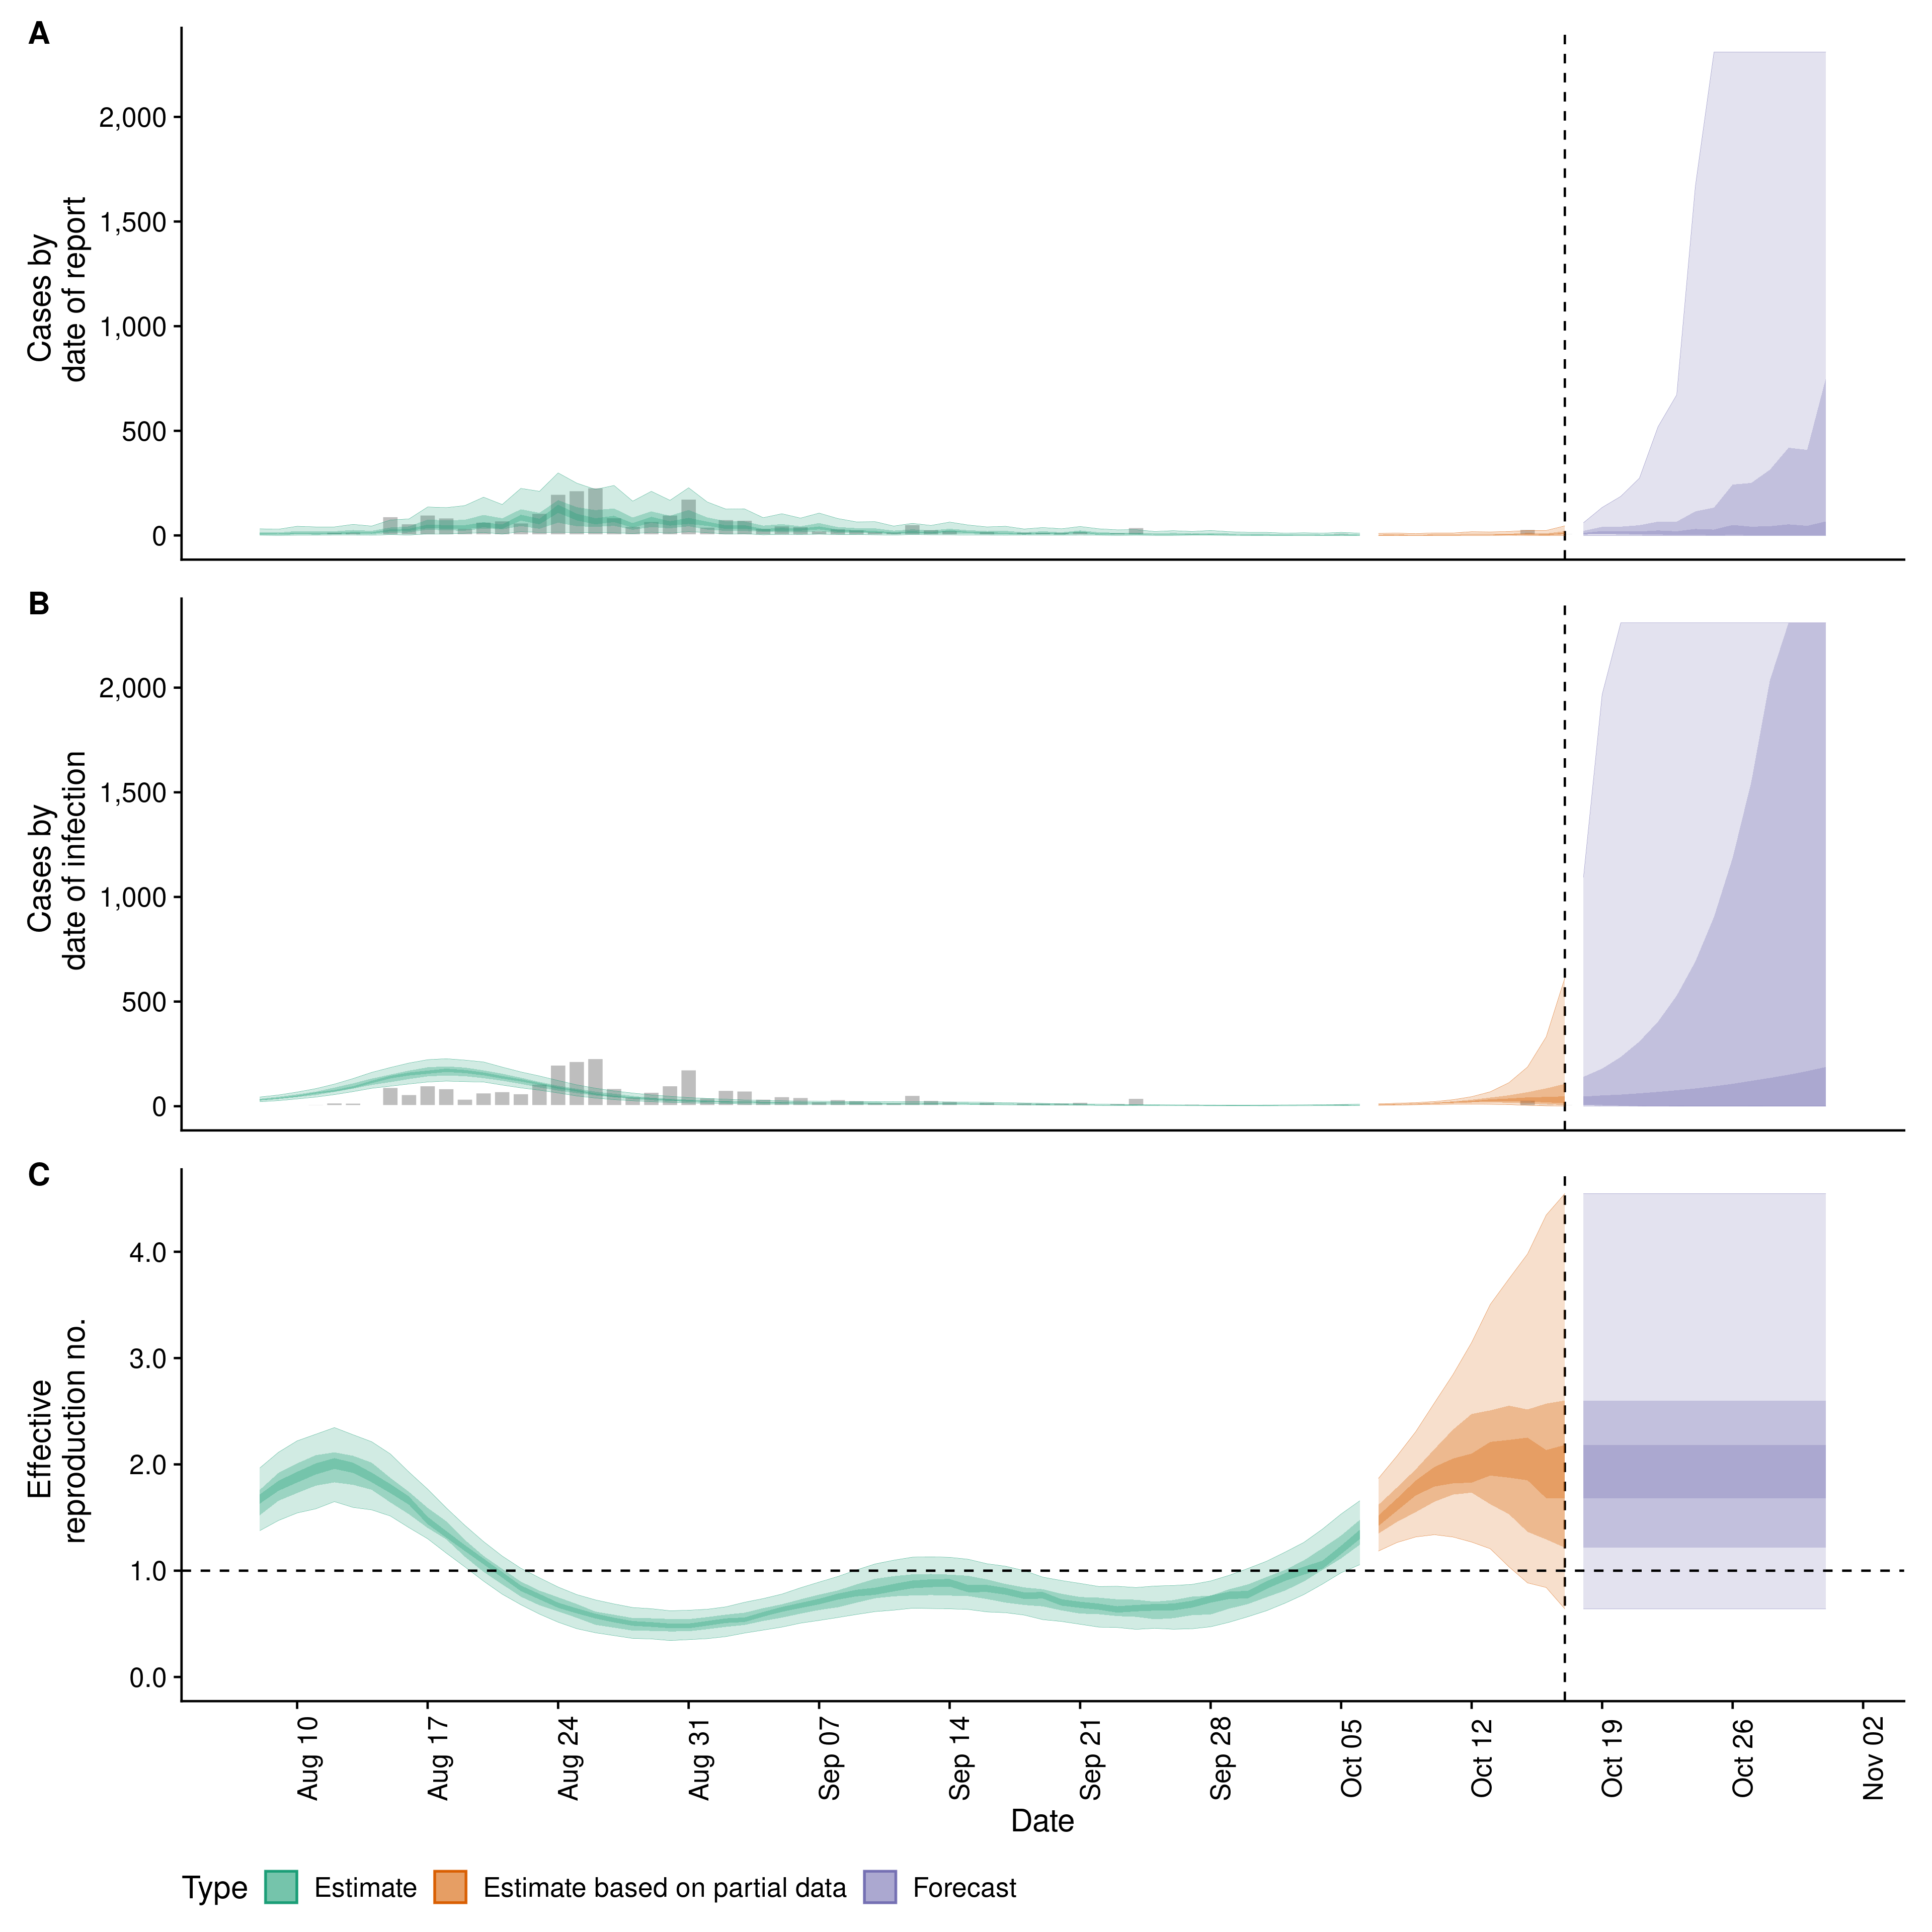 A
Cases by
date of report
2,000
1,500
1,000
500
0
B
Cases by
date of infection
2,000
1,500
1,000
500
0
C
Effective
reproduction no.
4.0
3.0
2.0
1.0
0.0
Aug 10
Aug 17
Aug 24
Aug 31
Sep 07
Sep 14
Sep 21
Sep 28
Oct 05
Oct 12
Oct 19
Oct 26
Nov 02
Date
Type Estimate Estimate based on partial data Forecast